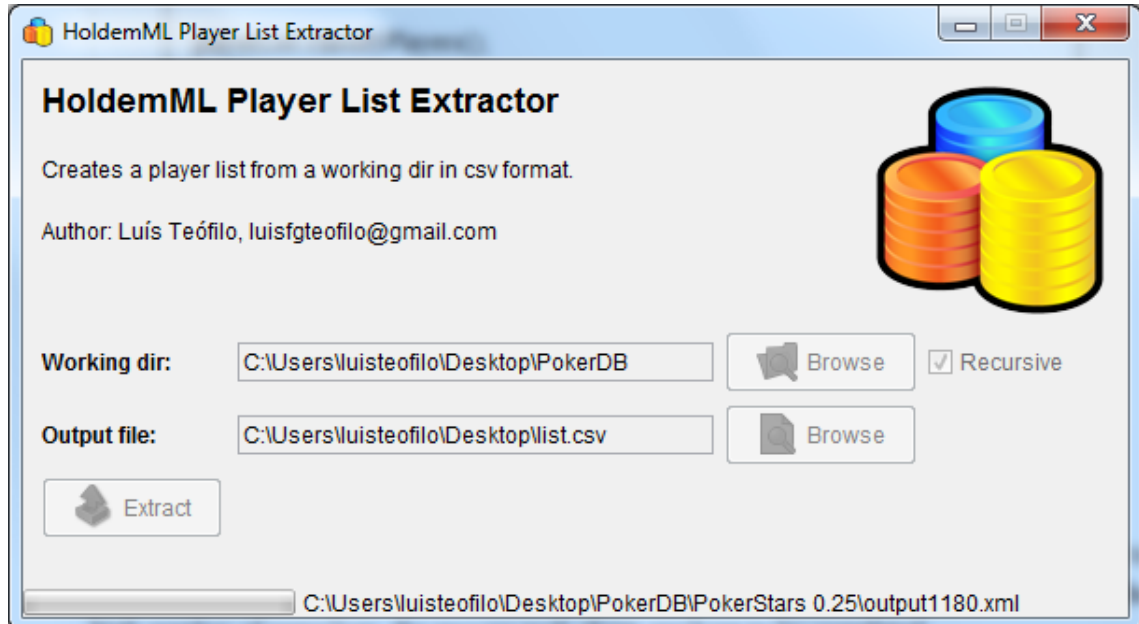 HoldemML Player List Extractor
HoldemML Player List Extractor
Creates a player list from a working dir in csv format.
Author: Luís Teófilo, luisfgteofilo@gmail.com
Working dir: C:\Users\luisteofilo\Desktop\PokerDB Browse Recursive
Output file: C:\Users\luisteofilo\Desktop\list.csv Browse
Extract
C:\Users\luisteofilo\Desktop\PokerDB\PokerStars 0.25\output1180.xml